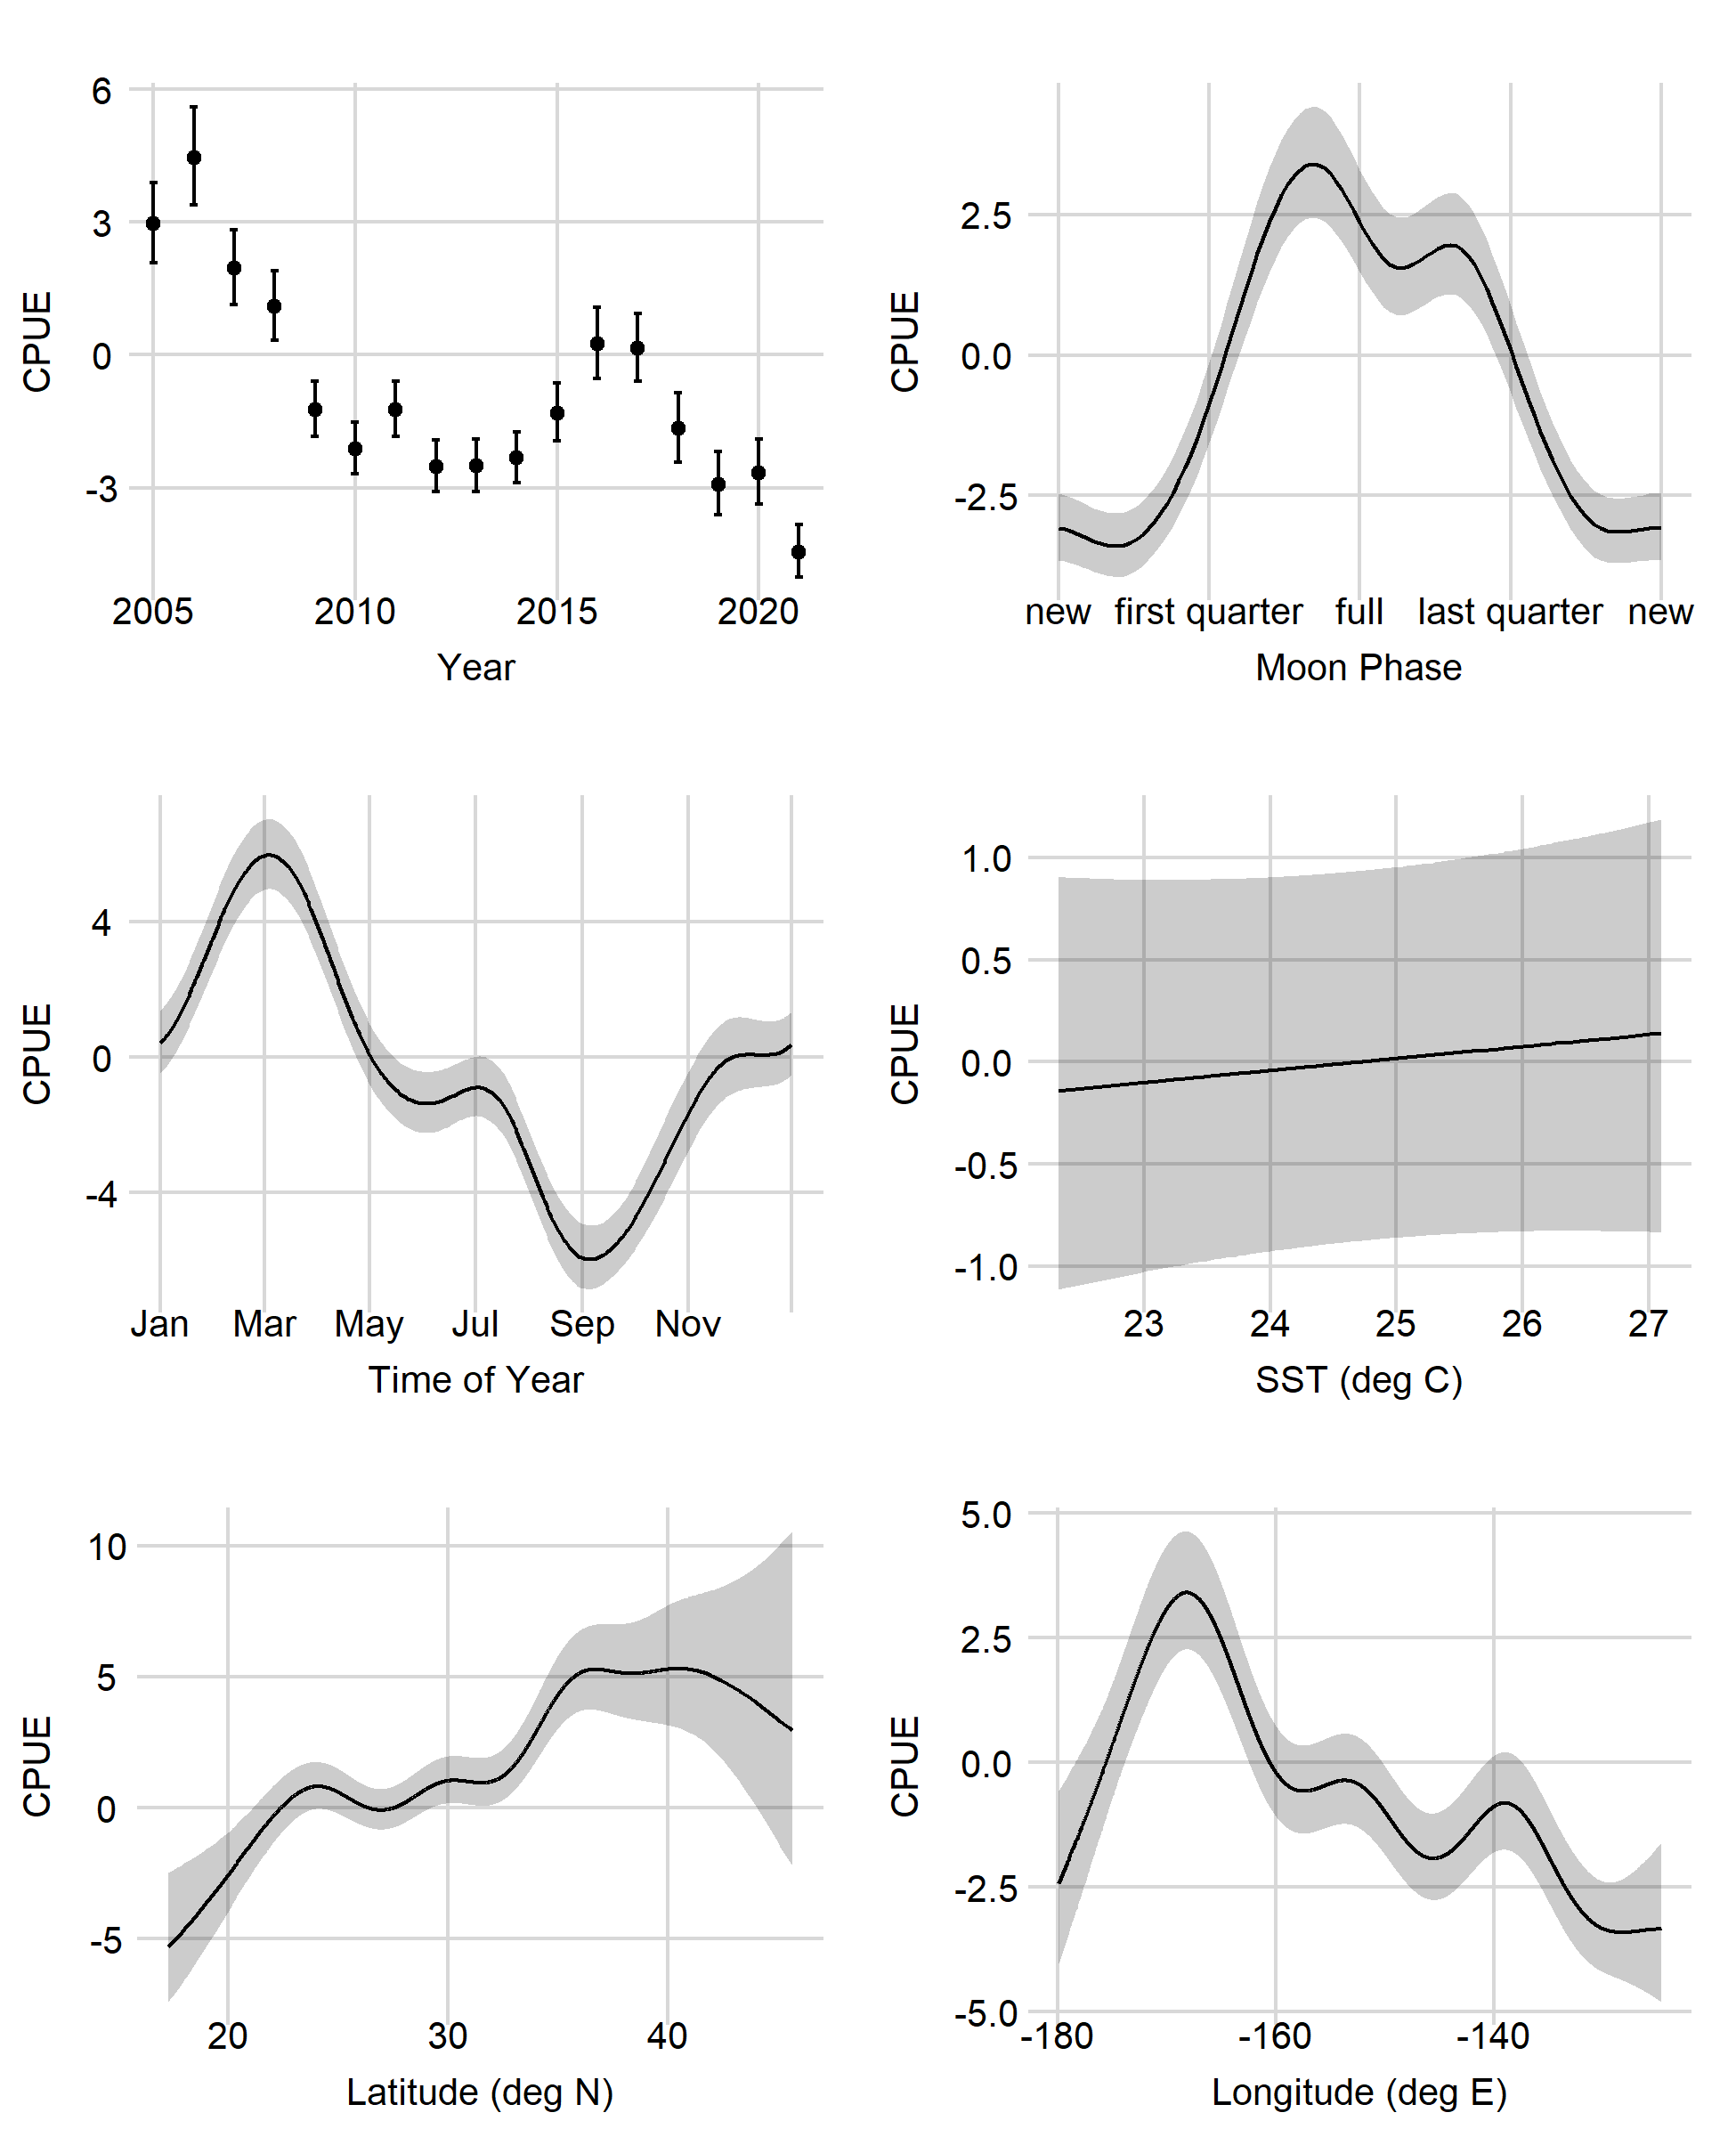 6
3
0
-3
CPUE
2005 2010 2015 2020
Year
2.5
0.0
-2.5
CPUE
new first quarter full last quarter new
Moon Phase
4
0
-4
CPUE
Jan Mar May Jul Sep Nov
Time of Year
1.0
0.5
0.0
-0.5
-1.0
CPUE
23 24 25 26 27
SST (deg C)
10
5
0
-5
CPUE
20 30 40
Latitude (deg N)
5.0
2.5
0.0
-2.5
-5.0
CPUE
-180 -160 -140
Longitude (deg E)